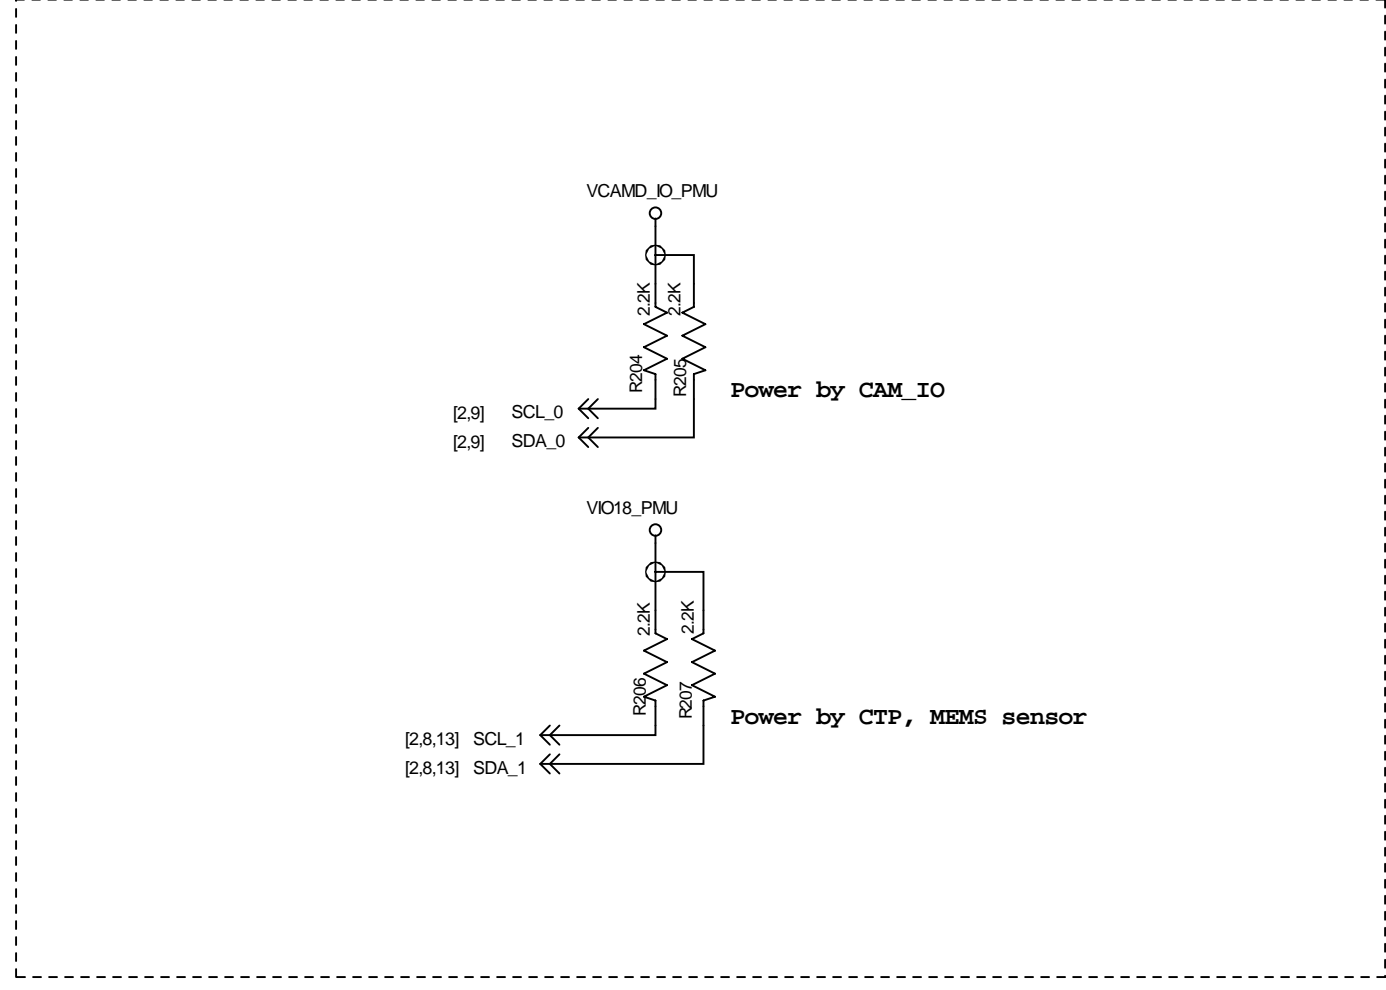 VCAMD_IO_PMU
2.2K
2.2K
R204
R205
Power by CAM_IO
[2,9] SCL_0
[2,9] SDA_0
VIO18_PMU
2.2K
2.2K
R206
R207
Power by CTP, MEMS sensor
[2,8,13] SCL_1
[2,8,13] SDA_1